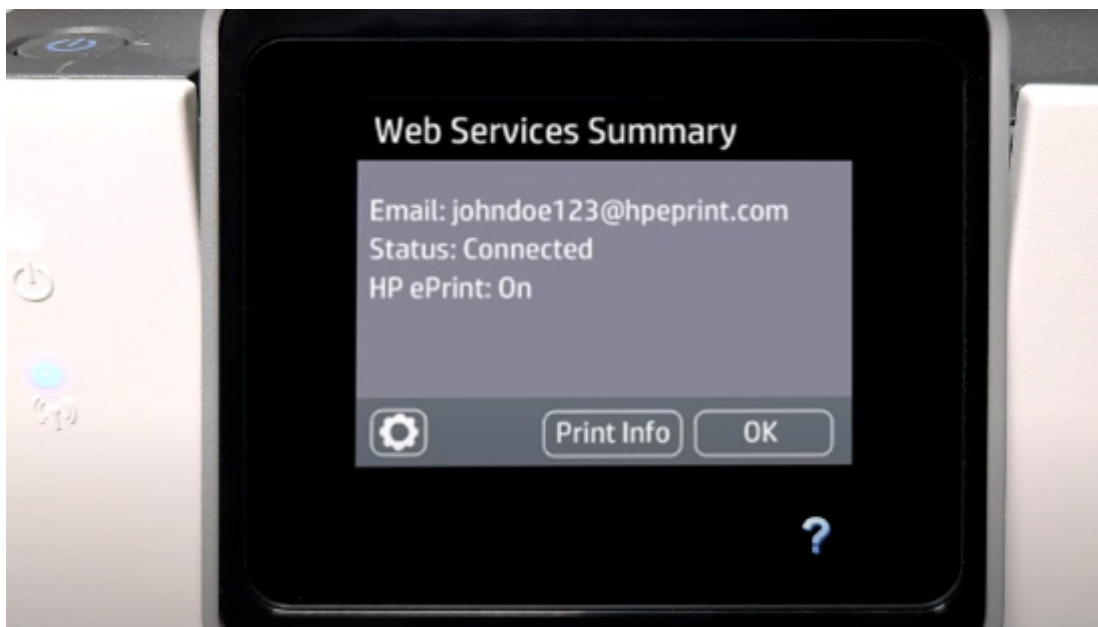 Web Services Summary
Email: johndoe123@hpeprint.com
Status: Connected
HP ePrint: On
Print Info OK
?